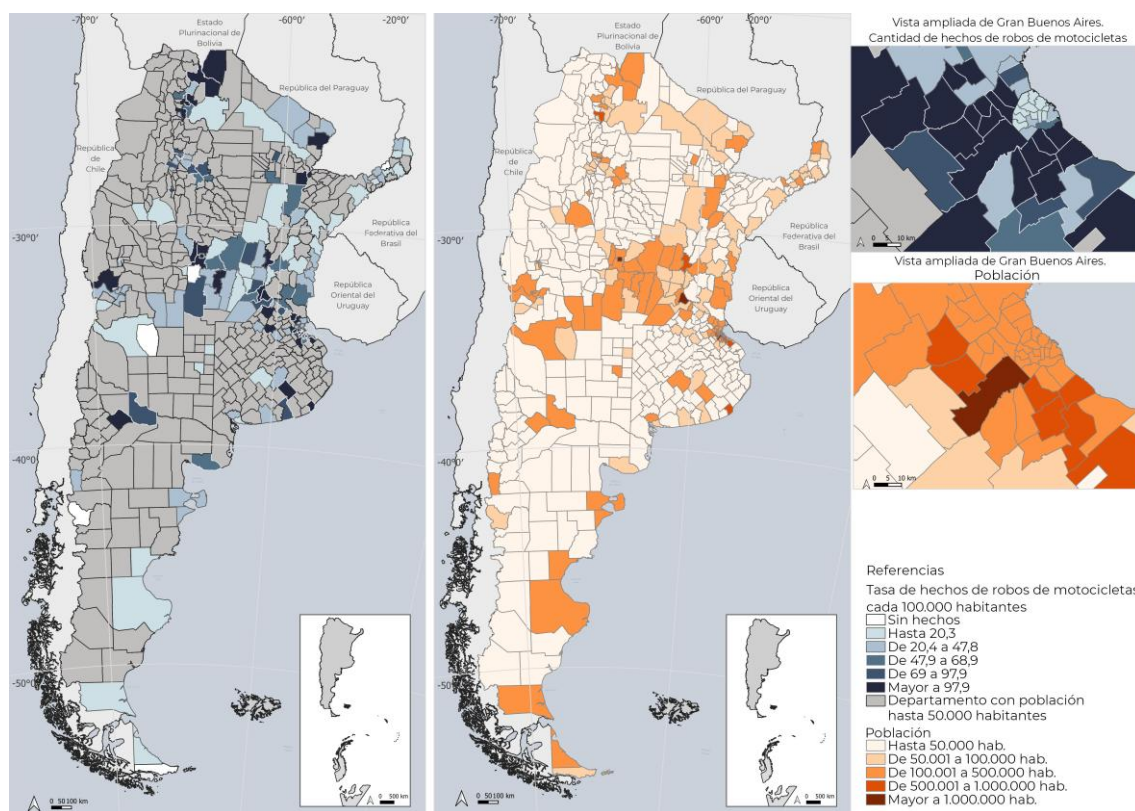 -70°0'
-60°0'
-20°0'
Estado
Plurinacional de
Bolivia
República del Paraguay
República
de
Chile
República
Federativa del
Brasil
República
Oriental del
Uruguay
-30°0'
-40°0'
-50°0'
0 50100 km
0 500 km
-70°0'
-60°0'
-20°0'
Estado
Plurinacional de
Bolivia
República del Paraguay
República
de
Chile
República
Federativa del
Brasil
República
Oriental del
Uruguay
-30°0'
-40°0'
-50°0'
0 50100 km
0 500 km
Vista ampliada de Gran Buenos Aires.
Cantidad de hechos de robos de motocicletas
0 5 10 km
Vista ampliada de Gran Buenos Aires.
Población
0 5 10 km
Referencias
Tasa de hechos de robos de motocicletas
cada 100.000 habitantes
Sin hechos
Hasta 20,3
De 20,4 a 47,8
De 47,9 a 68,9
De 69 a 97,9
Mayor a 97,9
Departamento con población
hasta 50.000 habitantes
Población
Hasta 50.000 hab.
De 50.001 a 100.000 hab.
De 100.001 a 500.000 hab.
De 500.001 a 1.000.000 hab.
Mayor a 1.000.000 hab.